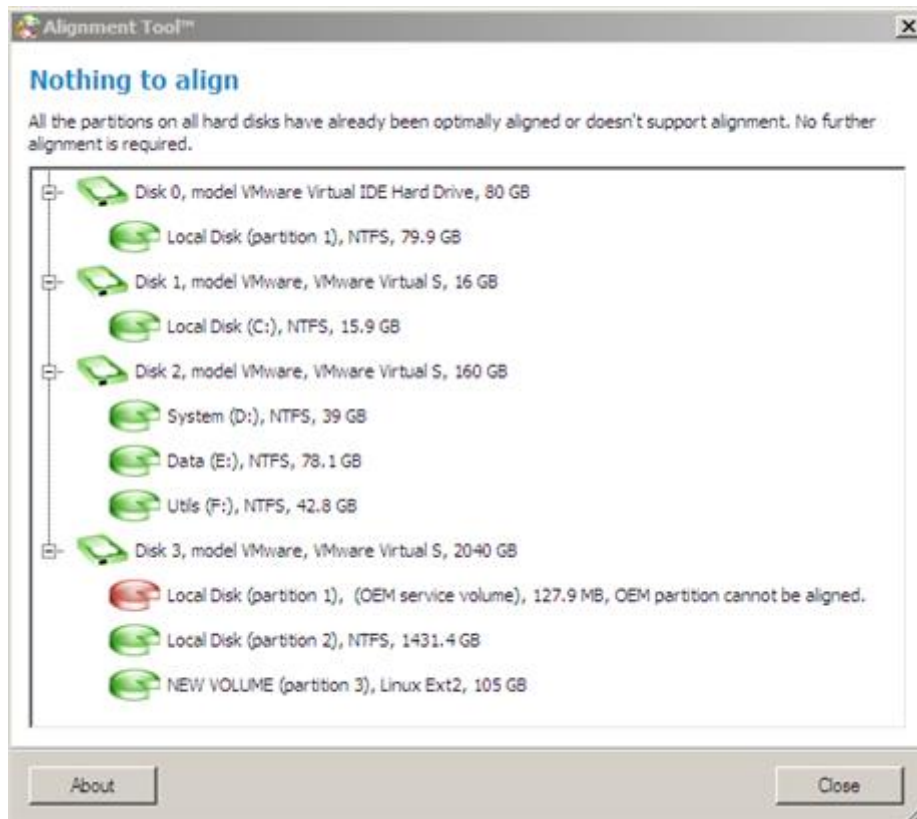 Alignment Tool™
Nothing to align
All the partitions on all hard disks have already been optimally aligned or doesn't support alignment. No further
alignment is required.
Disk 0, model VMware Virtual IDE Hard Drive, 80 GB
Local Disk (partition 1), NTFS, 79.9 GB
Disk 1, model VMware, VMware Virtual S, 16 GB
Local Disk (C:), NTFS, 15.9 GB
Disk 2, model VMware, VMware Virtual S, 160 GB
System (D:), NTFS, 39 GB
Data (E:), NTFS, 78.1 GB
Utils (F:), NTFS, 42.8 GB
Disk 3, model VMware, VMware Virtual S, 2040 GB
Local Disk (partition 1), (OEM service volume), 127.9 MB, OEM partition cannot be aligned.
Local Disk (partition 2), NTFS, 1431.4 GB
NEW VOLUME (partition 3), Linux Ext2, 105 GB
About
Close